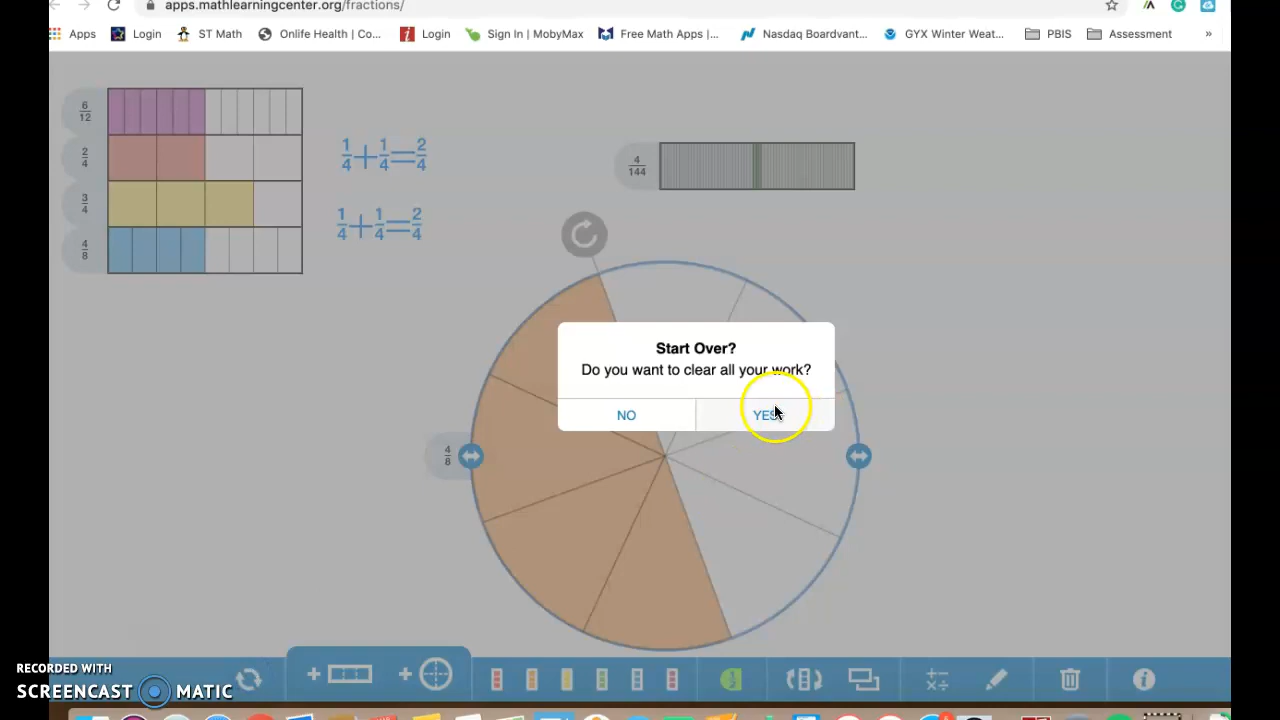 apps.mathlearningcenter.org/fractions/
Apps Login ST Math Onlife Health | Co... Login Sign In | MobyMax Free Math Apps |... Nasdaq Boardvant... GYX Winter Weat... PBIS Assessment »
6/12
2/4
3/4
4/8
1/4+1/4=2/4
1/4+1/4=2/4
4/144
Start Over?
Do you want to clear all your work?
NO YES
4/8
1/2
RECORDED WITH
SCREENCAST MATIC